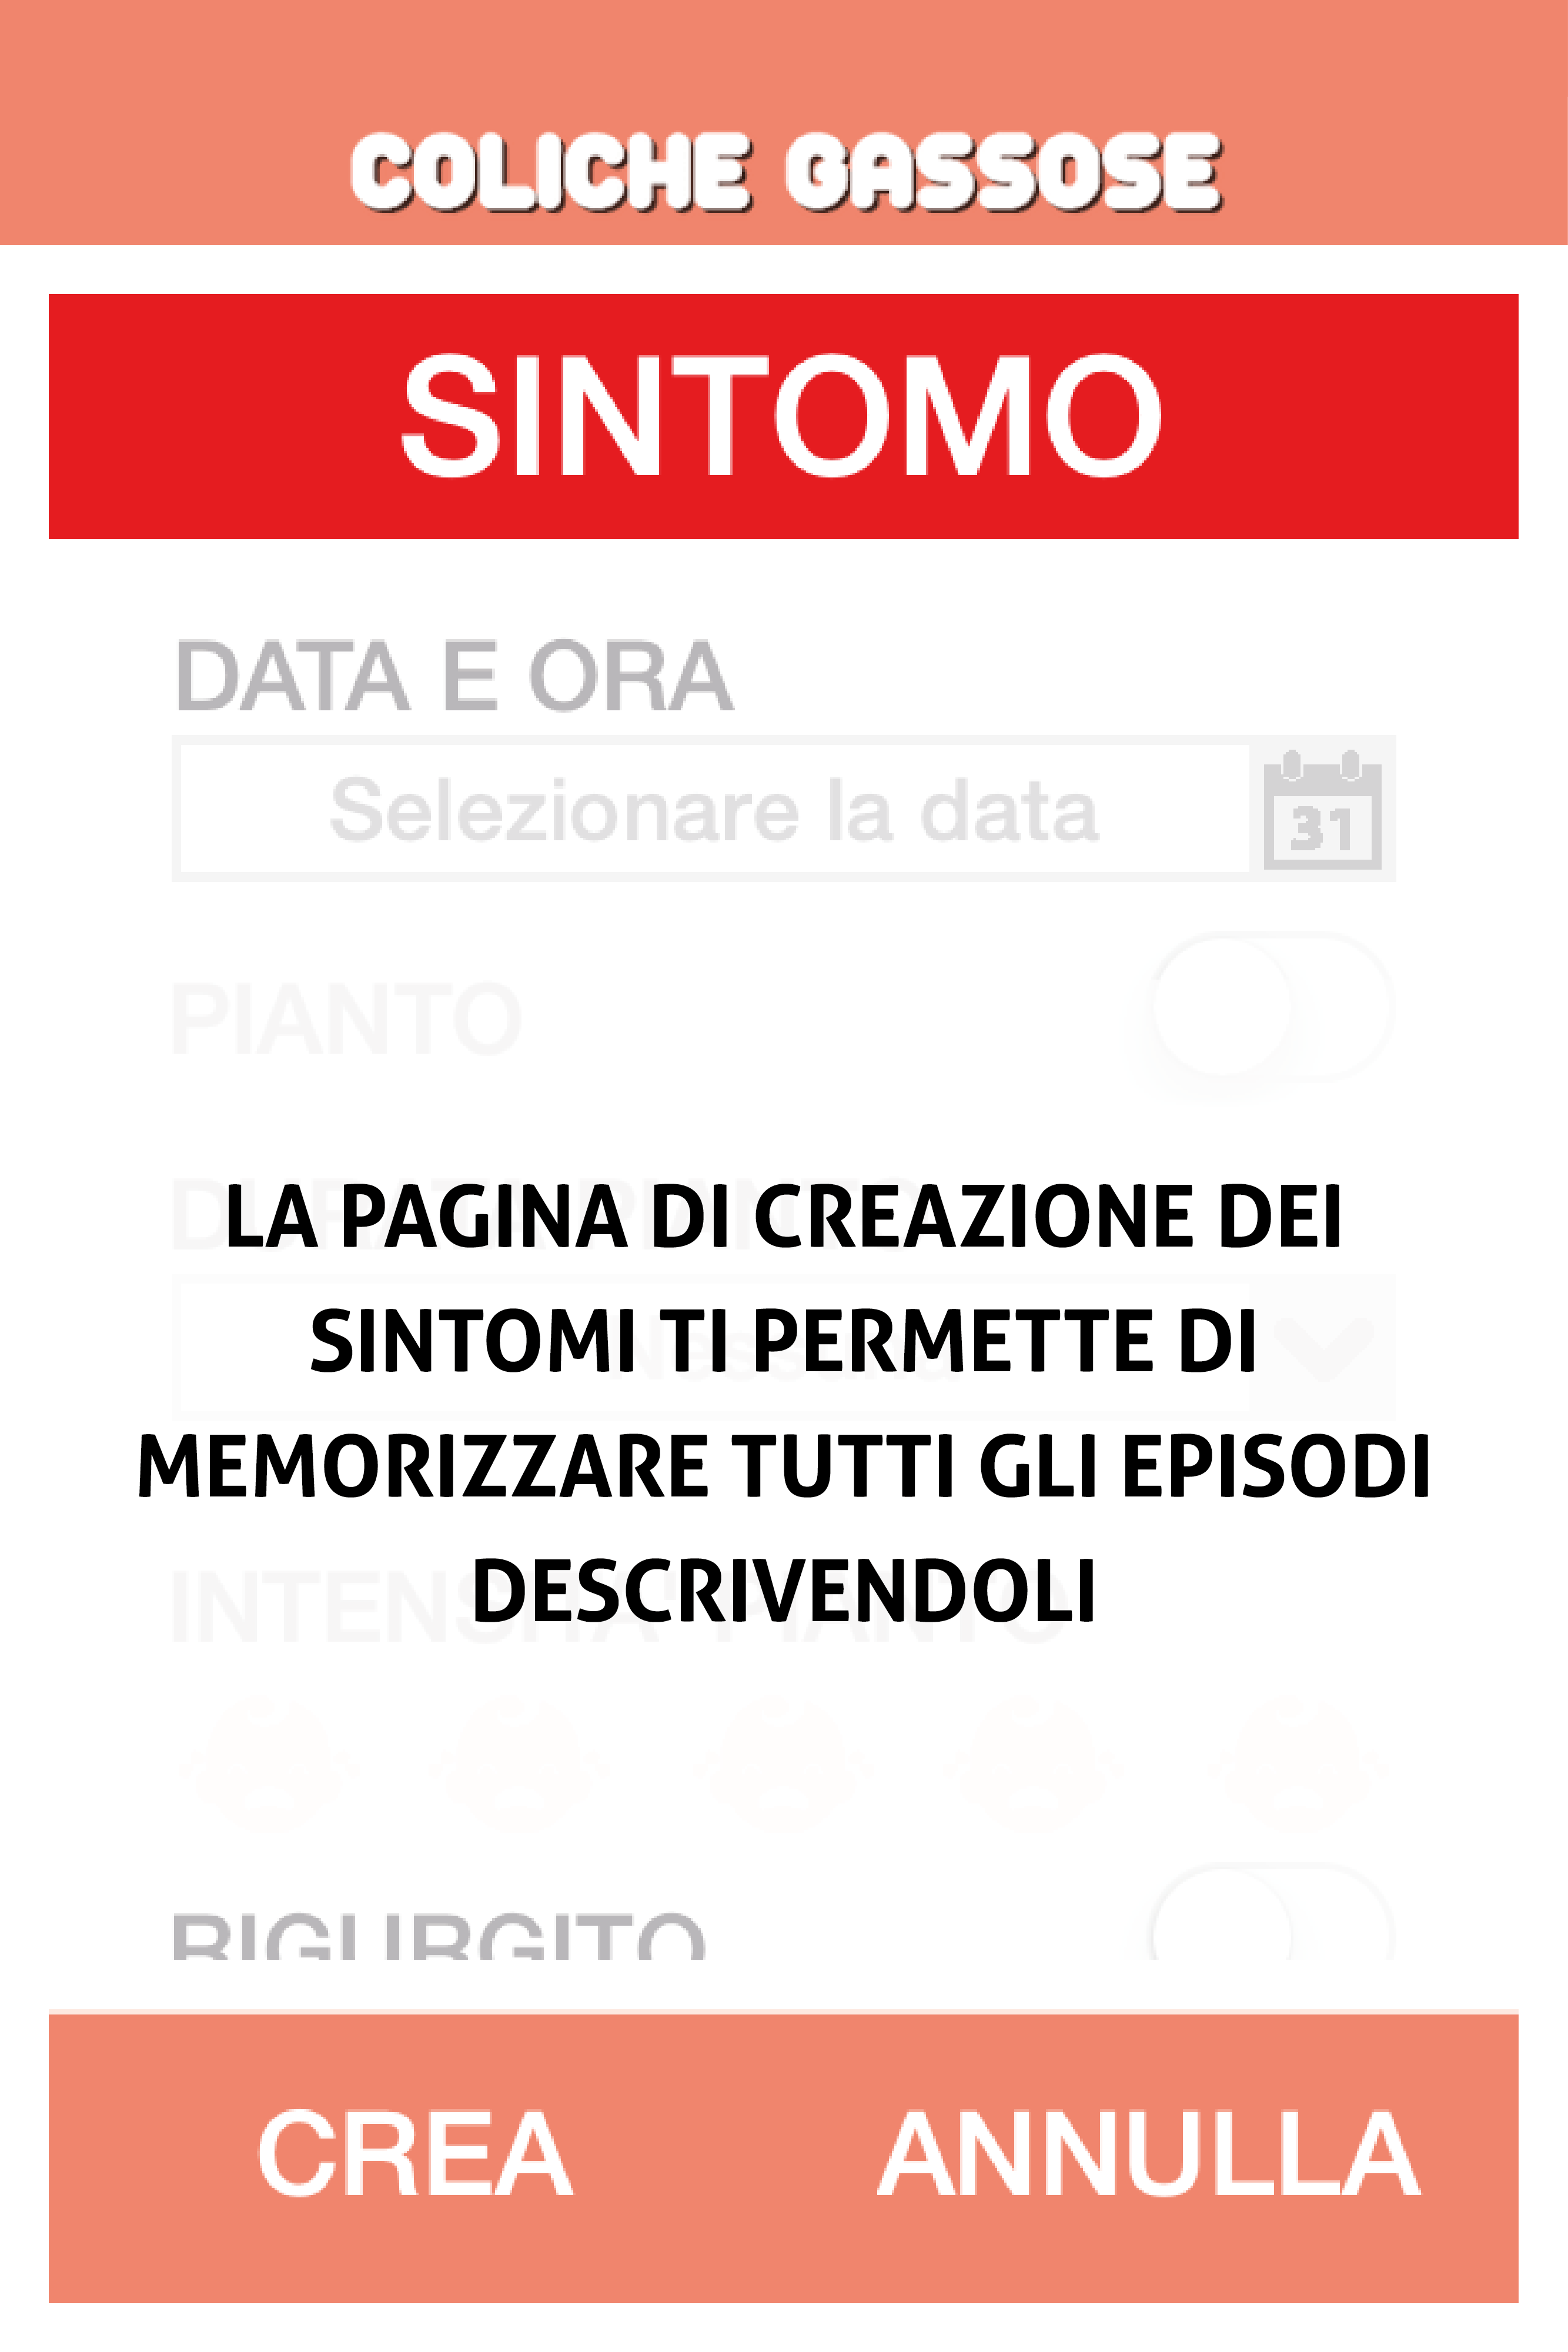 COLICHE GASSOSE
SINTOMO
DATA E ORA
Selezionare la data
31
PIANTO
LA PAGINA DI CREAZIONE DEI
SINTOMI TI PERMETTE DI
MEMORIZZARE TUTTI GLI EPISODI
DESCRIVENDOLI
RIGURGITO
CREA
ANNULLA